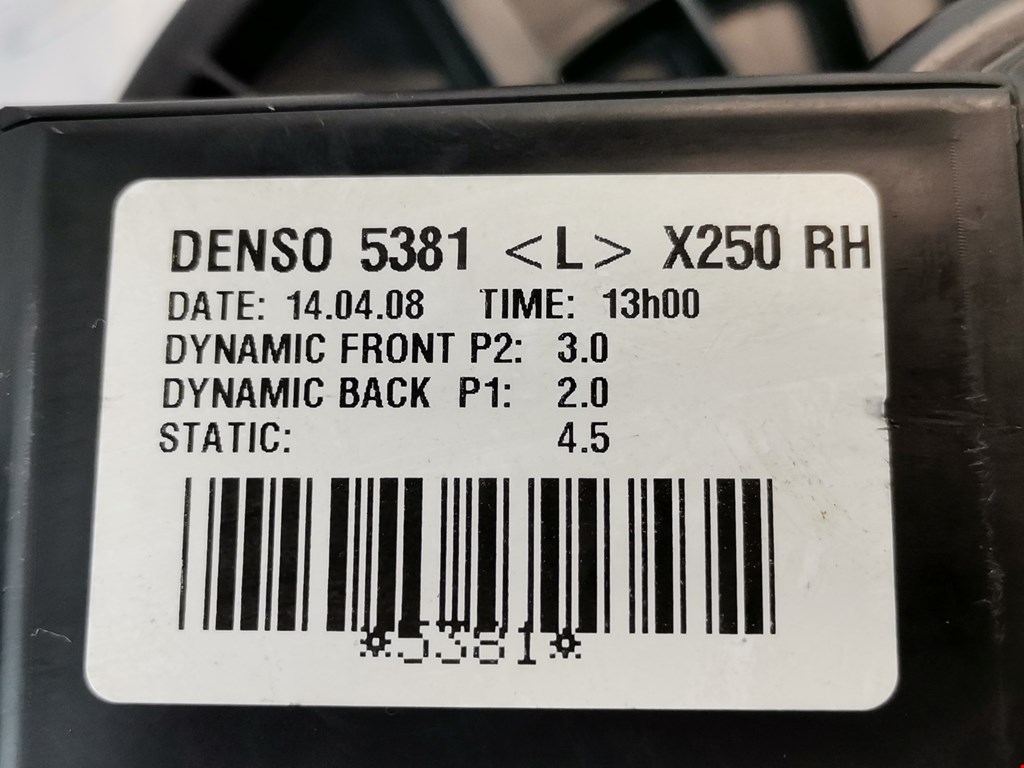 DENSO 5381 <L> X250 RH
DATE: 14.04.08 TIME: 13h00
DYNAMIC FRONT P2: 3.0
DYNAMIC BACK P1: 2.0
STATIC: 4.5
*5381*